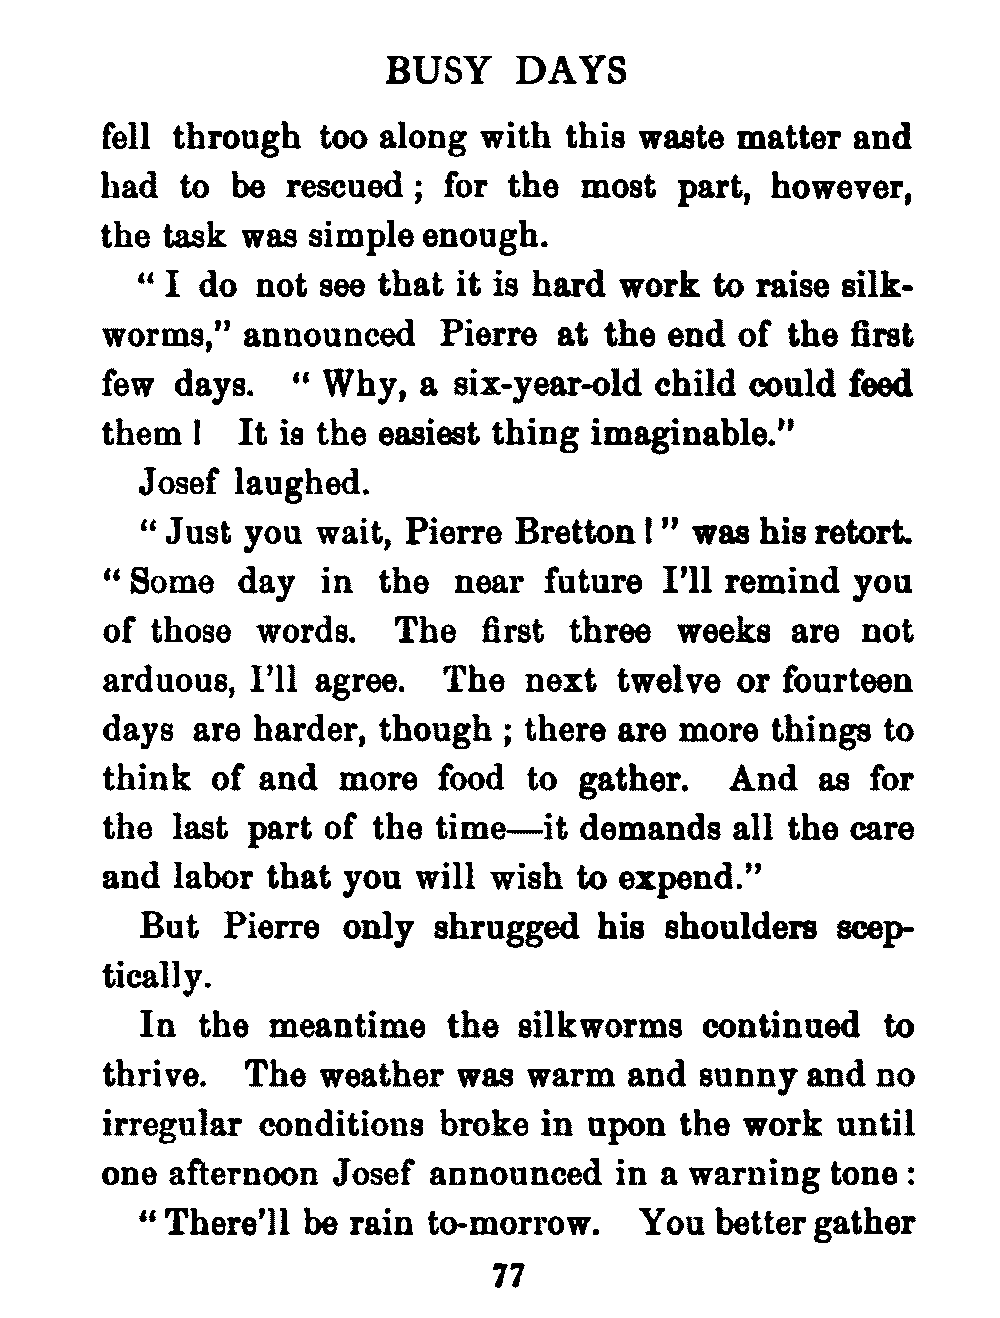 BUSY DAYS
fell through too along with this waste matter and
had to be rescued ; for the most part, however,
the task was simple enough.
“ I do not see that it is hard work to raise silk-
worms,” announced Pierre at the end of the first
few days. “ Why, a six-year-old child could feed
them ! It is the easiest thing imaginable.”
Josef laughed.
“ Just you wait, Pierre Bretton ! ” was his retort.
“ Some day in the near future I’ll remind you
of those words. The first three weeks are not
arduous, I’ll agree. The next twelve or fourteen
days are harder, though ; there are more things to
think of and more food to gather. And as for
the last part of the time—it demands all the care
and labor that you will wish to expend.”
But Pierre only shrugged his shoulders scep-
tically.
In the meantime the silkworms continued to
thrive. The weather was warm and sunny and no
irregular conditions broke in upon the work until
one afternoon Josef announced in a warning tone :
“ There’ll be rain to-morrow. You better gather
77